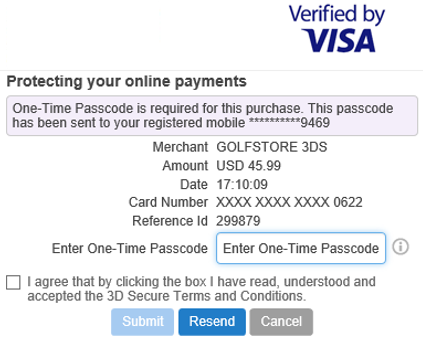 Verified by
VISA
Protecting your online payments
One-Time Passcode is required for this purchase. This passcode
has been sent to your registered mobile **********9469
Merchant GOLFSTORE 3DS
Amount USD 45.99
Date 17:10:09
Card Number XXXX XXXX XXXX 0622
Reference Id 299879
Enter One-Time Passcode Enter One-Time Passcode
I agree that by clicking the box I have read, understood and
accepted the 3D Secure Terms and Conditions.
Submit Resend Cancel